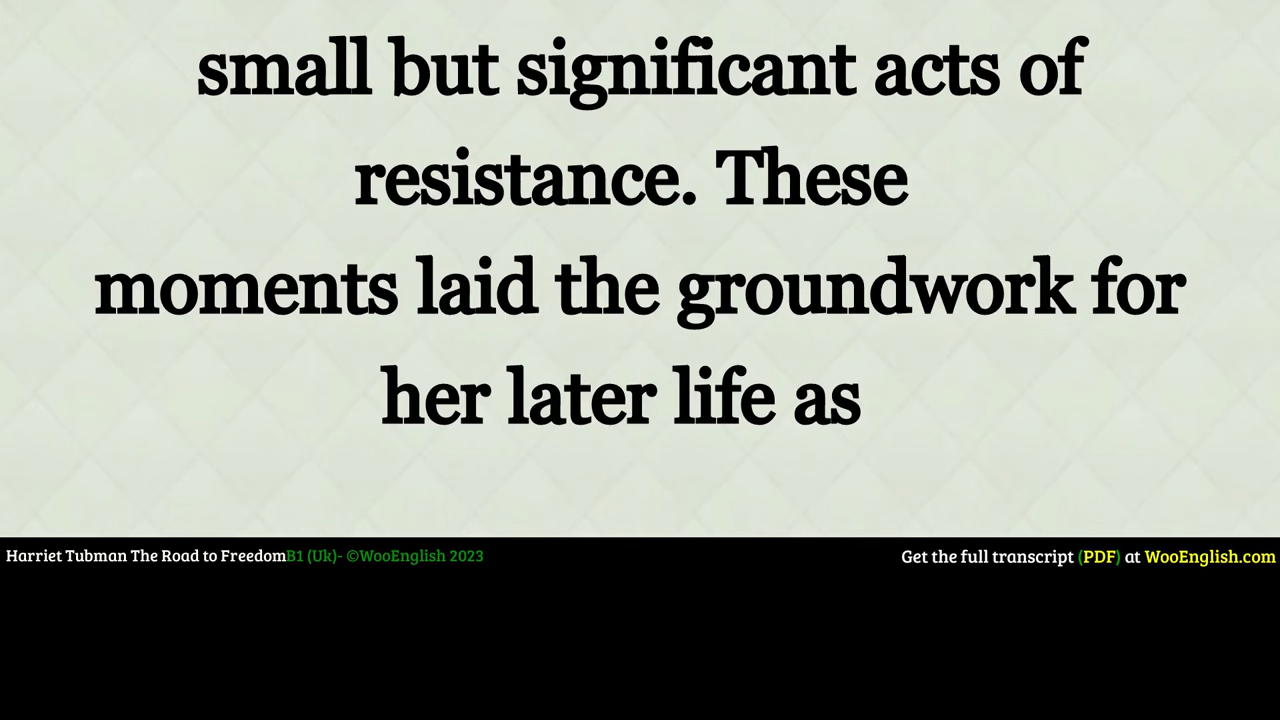 small but significant acts of
resistance. These
moments laid the groundwork for
her later life as
Harriet Tubman The Road to FreedomB1 (Uk)- ©WooEnglish 2023
Get the full transcript (PDF) at WooEnglish.com